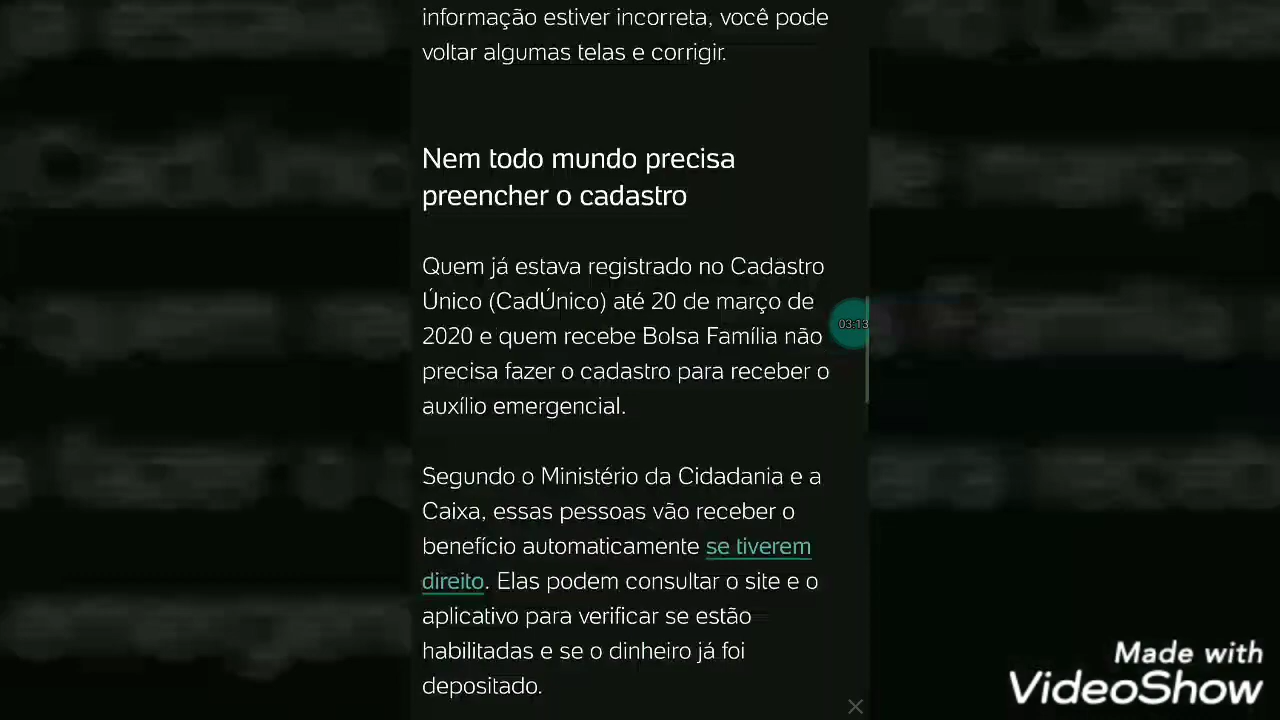 informação estiver incorreta, você pode
voltar algumas telas e corrigir.
Nem todo mundo precisa
preencher o cadastro
Quem já estava registrado no Cadastro
Único (CadÚnico) até 20 de março de
2020 e quem recebe Bolsa Família não
precisa fazer o cadastro para receber o
auxílio emergencial.
03:13
Segundo o Ministério da Cidadania e a
Caixa, essas pessoas vão receber o
benefício automaticamente se tiverem
direito. Elas podem consultar o site e o
aplicativo para verificar se estão
habilitadas e se o dinheiro já foi
depositado.
Made with
VideoShow